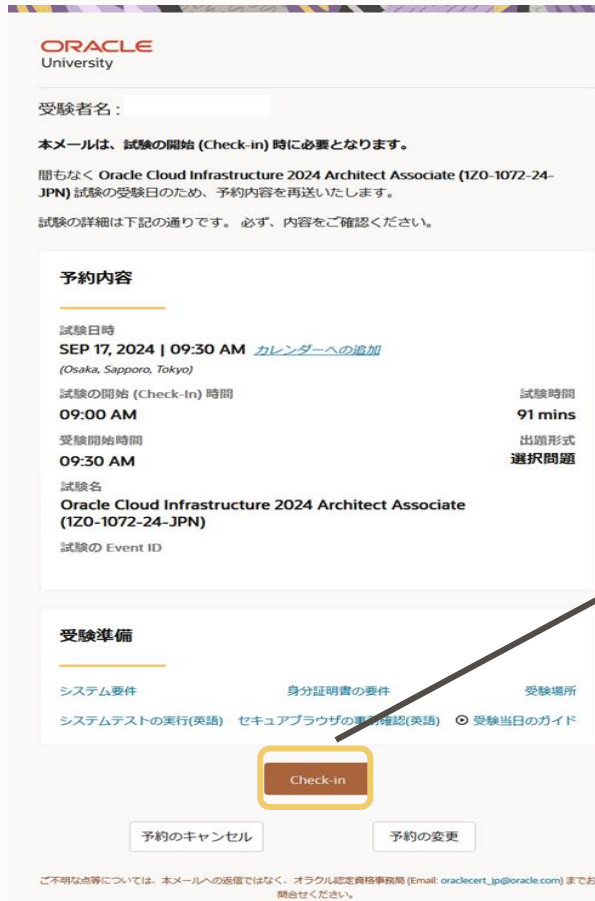 ORACLE
University
受験者名 :
本メールは、試験の開始 (Check-in) 時に必要となります。
間もなく Oracle Cloud Infrastructure 2024 Architect Associate (1Z0-1072-24-
JPN) 試験の受験日のため、予約内容を再送いたします。
試験の詳細は下記の通りです。 必ず、内容をご確認ください。
予約内容
試験日時
SEP 17, 2024 | 09:30 AM カレンダーへの追加
(Osaka, Sapporo, Tokyo)
試験の開始 (Check-In) 時間 試験時間
09:00 AM 91 mins
受験開始時間 出題形式
09:30 AM 選択問題
試験名
Oracle Cloud Infrastructure 2024 Architect Associate
(1Z0-1072-24-JPN)
試験の Event ID
受験準備
システム要件 身分証明書の要件 受験場所
システムテストの実行(英語) セキュアブラウザの事前確認(英語) 受験当日のガイド
Check-in
予約のキャンセル 予約の変更
ご不明な点等については、本メールへの返信ではなく、オラクル認定資格事務局 (Email: oraclecert_jp@oracle.com) までお
問合せください。